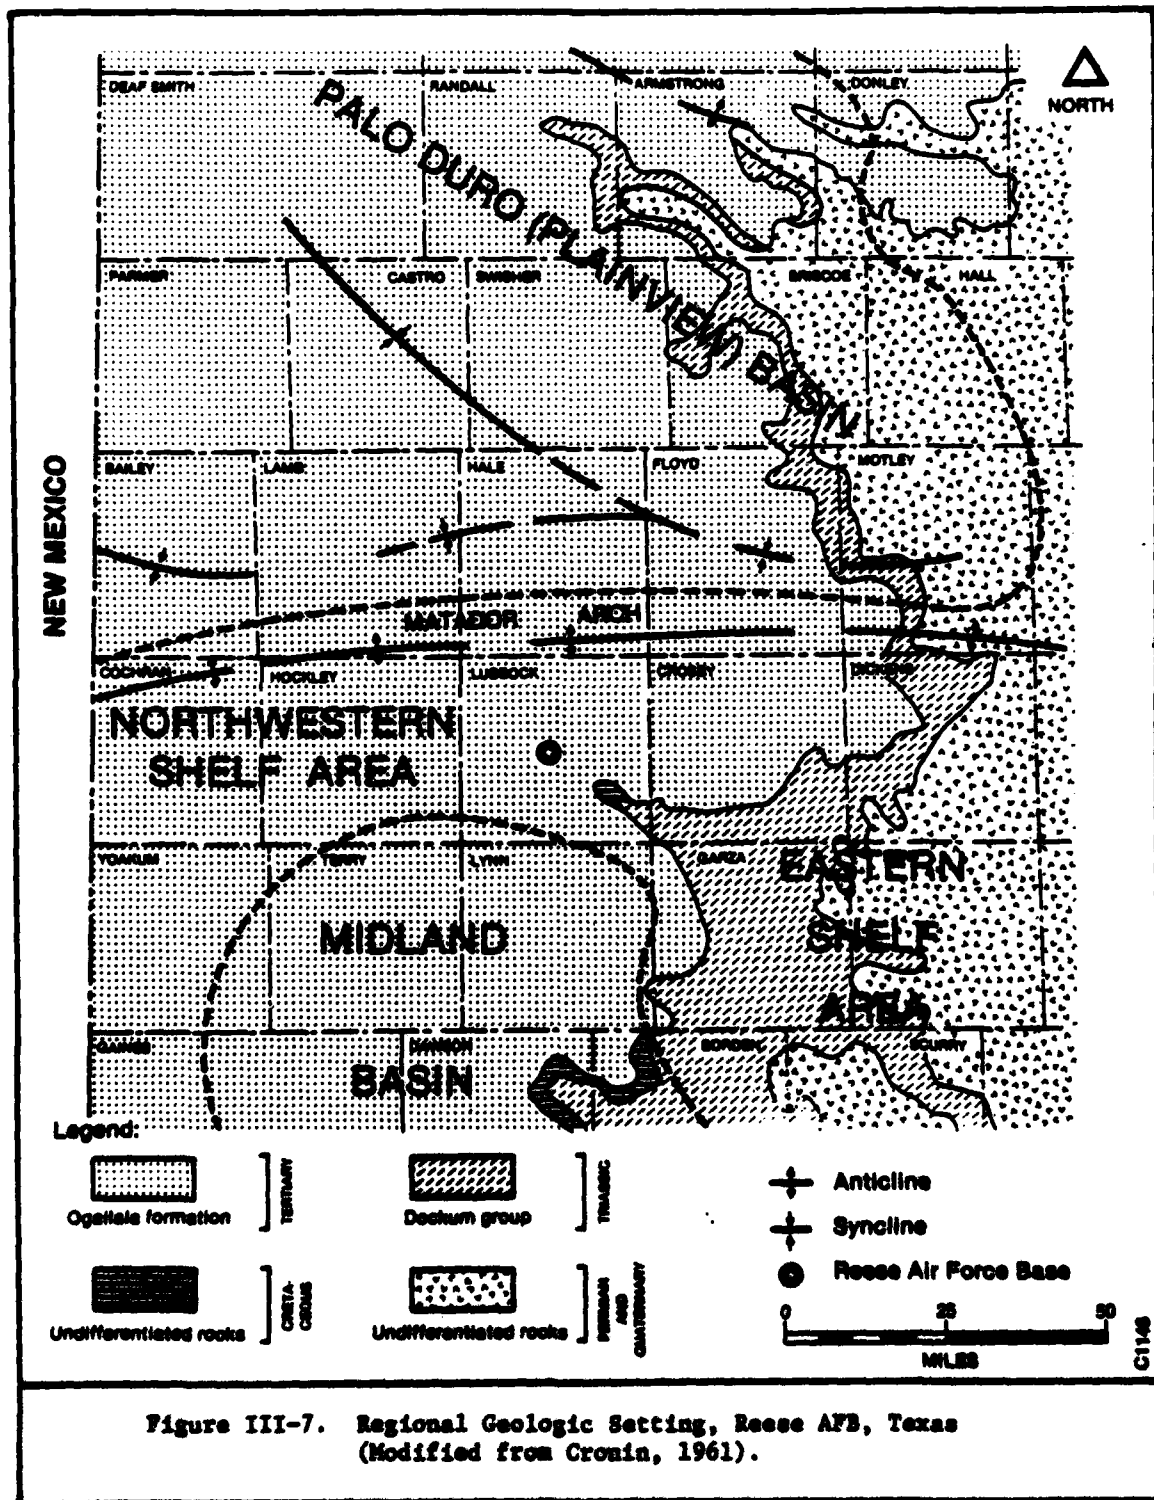 NORTH
DEAF SMITH
RANDALL
ARMSTRONG
DONLEY
PALO DURO (PLAINVIEW) BASIN
PARMER
CASTRO
SWISHER
BRISCOE
HALL
NEW MEXICO
BAILEY
LAMB
HALE
FLOYD
MOTLEY
MATADOR ARCH
COCHRAN
HOCKLEY
LUBBOCK
CROSBY
DICKENS
NORTHWESTERN
SHELF AREA
YOAKUM
TERRY
LYNN
GARZA
EASTERN
SHELF
AREA
MIDLAND
BASIN
GAINES
DAWSON
BORDEN
SCURRY
Legend:
Ogallala formation
TERTIARY
Dockum group
TRIASSIC
Undifferentiated rocks
CRETA-
CEOUS
Undifferentiated rocks
PERMIAN
AND
QUATERNARY
Anticline
Syncline
Reese Air Force Base
0 25 50
MILES
C1146
Figure III-7. Regional Geologic Setting, Reese AFB, Texas
(Modified from Cronin, 1961).